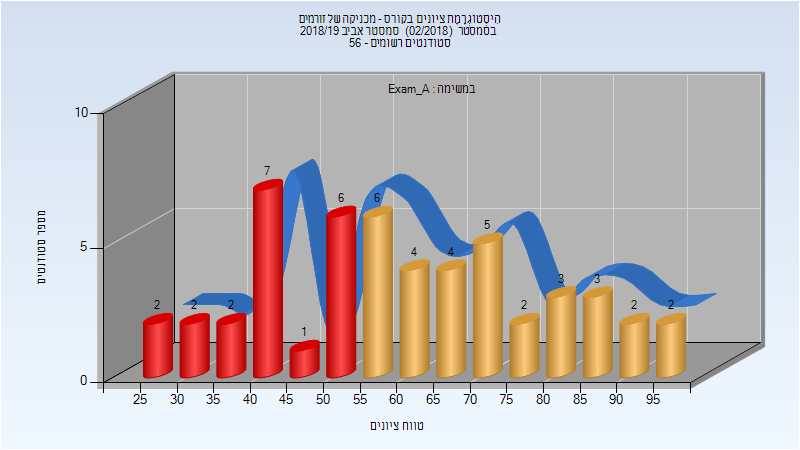 היסטוגרמת ציונים בקורס - מכניקה של זורמים
בסמסטר (02/2018) סמסטר אביב 2018/19
סטודנטים רשומים - 56
במשימה : Exam_A
מספר סטודנטים
10
5
0
2 2 2 7 1 6 6 4 4 5 2 3 3 2 2
25 30 35 40 45 50 55 60 65 70 75 80 85 90 95
טווח ציונים